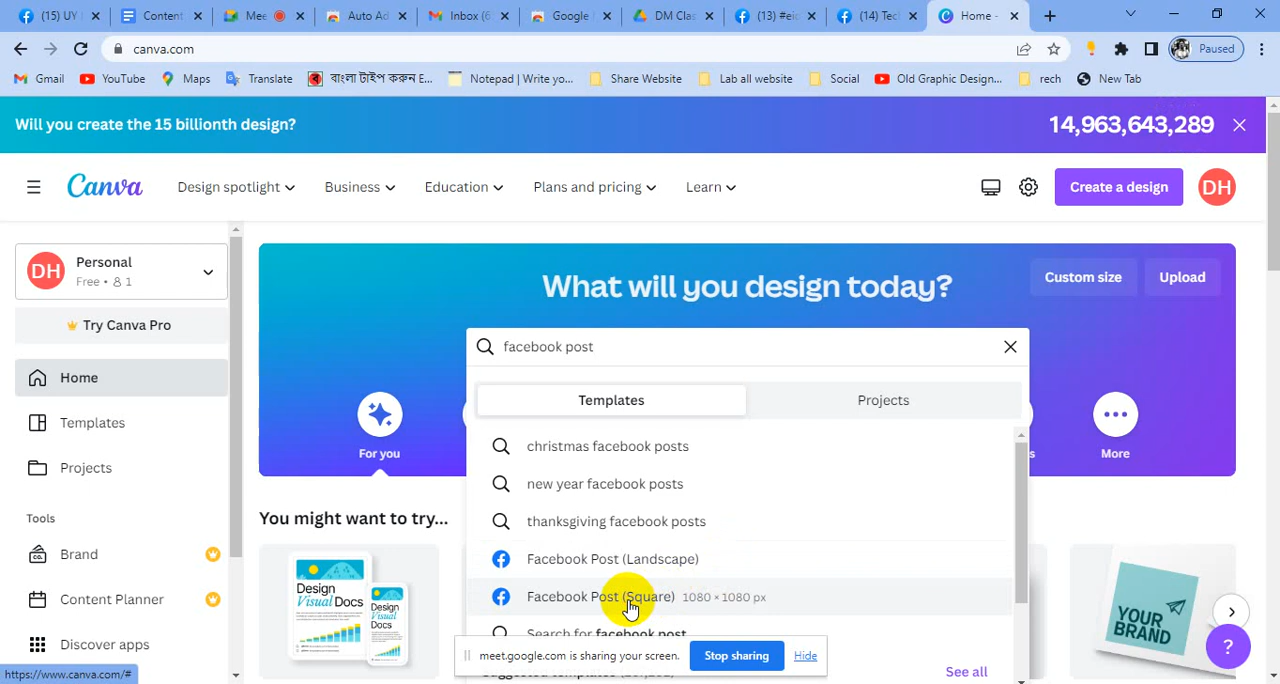 (15) UY
Content
Mee
Auto Ad
Inbox (6
Google
DM Clas
(13) #ei
(14) Tec
Home -
canva.com
Paused
Gmail
YouTube
Maps
Translate
বাংলা টাইপ করুন E...
Notepad | Write yo...
Share Website
Lab all website
Social
Old Graphic Design...
rech
New Tab
Will you create the 15 billionth design?
14,963,643,289
Canva
Design spotlight
Business
Education
Plans and pricing
Learn
Create a design
DH
DH
Personal
Free • 1
Try Canva Pro
Home
Templates
Projects
Tools
Brand
Content Planner
Discover apps
https://www.canva.com/#
What will you design today?
Custom size
Upload
facebook post
Templates
Projects
christmas facebook posts
new year facebook posts
thanksgiving facebook posts
Facebook Post (Landscape)
Facebook Post (Square) 1080 × 1080 px
Search for facebook post
See all
For you
More
You might want to try...
Design
Visual Docs
Design
Visual
Docs
YOUR
BRAND
meet.google.com is sharing your screen.
Stop sharing
Hide
?